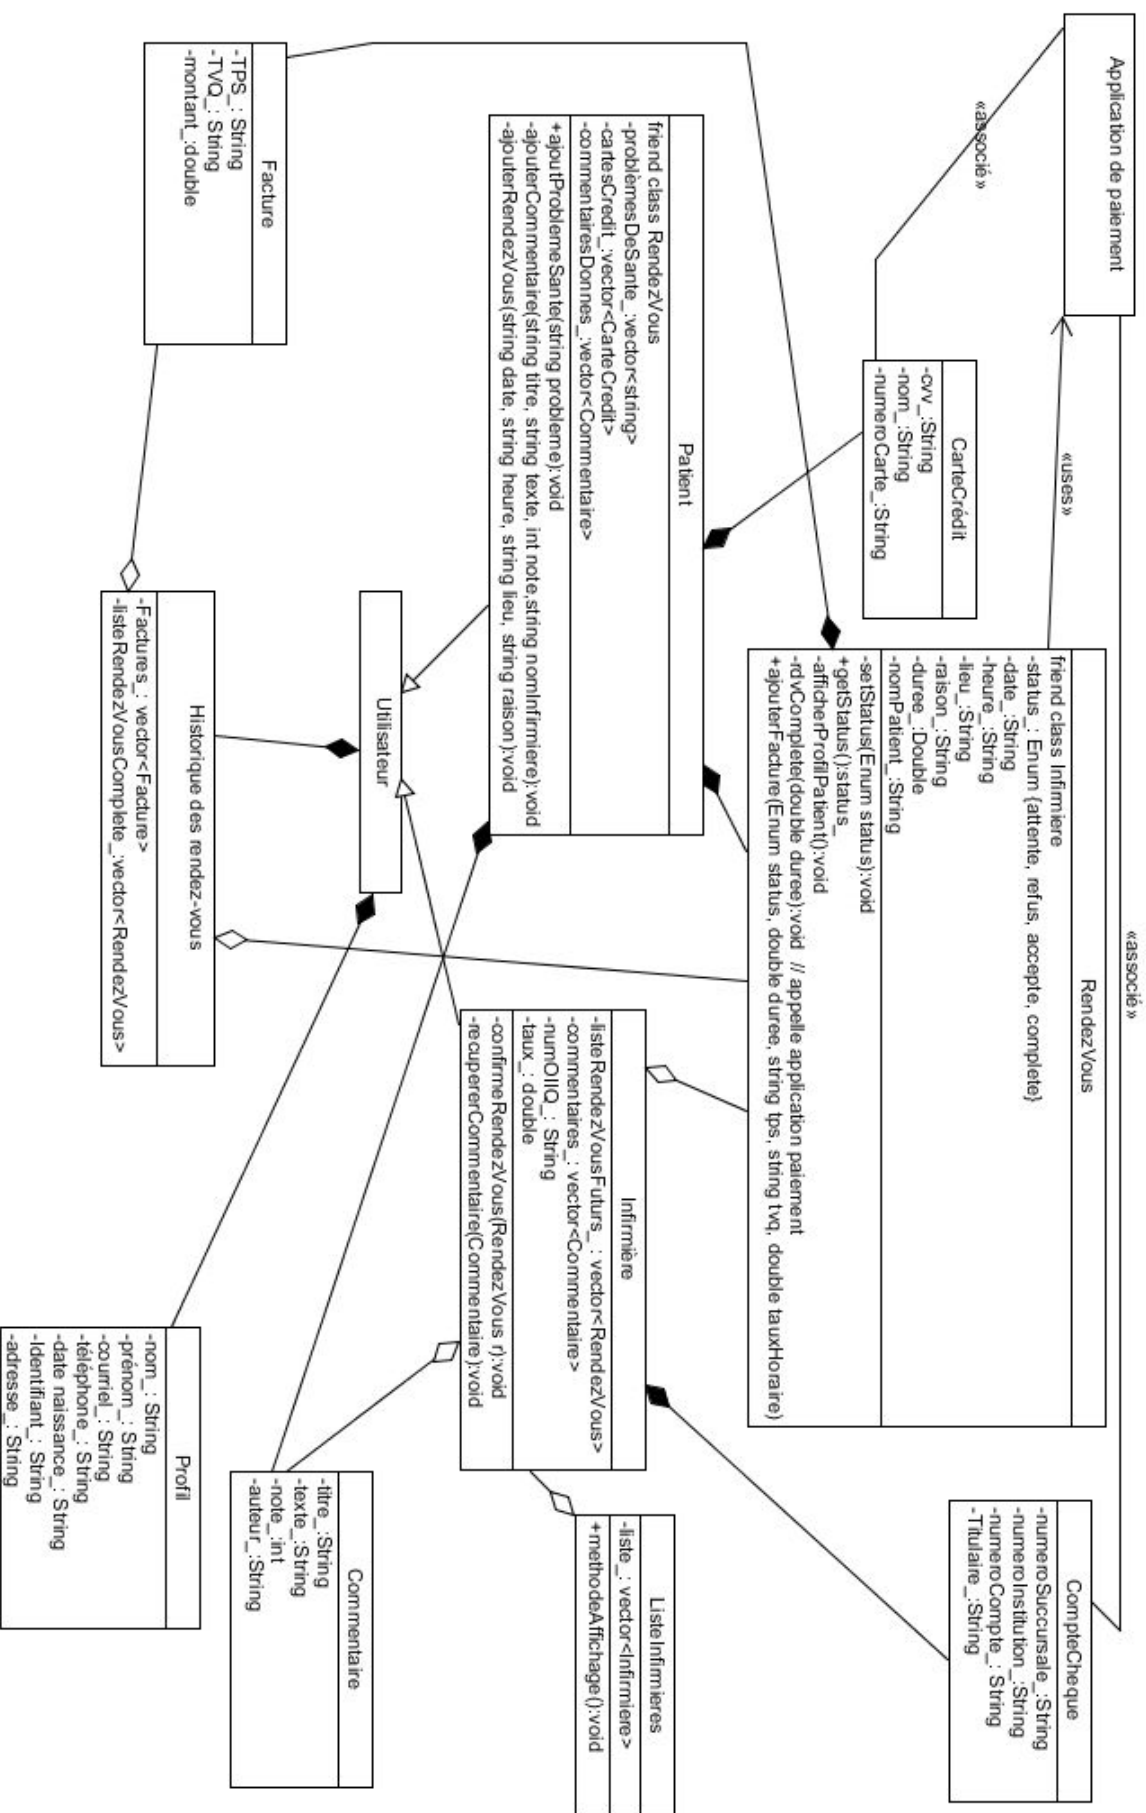 Application de paiement
«associé»
«associé»
«uses»
CarteCrédit
-cvv_:String
-nom_:String
-numeroCarte_:String
RendezVous
friend class Infirmiere
-status_: Enum {attente, refus, accepte, complete}
-date_:String
-heure_:String
-lieu_:String
-raison_:String
-duree_:Double
-nomPatient_:String
-setStatus(Enum status):void
+getStatus():status_
-afficherProfilPatient():void
-rdvComplete(double duree):void // appelle application paiement
+ajouterFacture(Enum status, double duree, string tps, string tvq, double tauxHoraire)
CompteCheque
-numeroSuccursale_:String
-numeroInstitution_:String
-numeroCompte_: String
-Titulaire_:String
Patient
friend class RendezVous
-problèmesDeSante_:vector<string>
-cartesCredit_:vector<CarteCredit>
-commentairesDonnes_:vector<Commentaire>
+ajoutProblemeSante(string probleme):void
-ajouterCommentaire(string titre, string texte, int note,string nomInfirmiere):void
-ajouterRendezVous(string date, string heure, string lieu, string raison):void
Infirmière
-listeRendezVousFuturs_ : vector<RendezVous>
-commentaires_: vector<Commentaire>
-numOIIQ_: String
-taux_: double
-confirmeRendezVous(RendezVous r):void
-recupererCommentaire(Commentaire):void
ListeInfirmieres
-liste_: vector<Infirmiere>
+methodeAffichage():void
Utilisateur
Facture
-TPS_: String
-TVQ_: String
-montant_:double
Historique des rendez-vous
-Factures_: vector<Facture>
-listeRendezVousComplete_:vector<RendezVous>
Commentaire
-titre_:String
-texte_:String
-note_:int
-auteur_:String
Profil
-nom_: String
-prénom_: String
-courriel_: String
-téléphone_: String
-date naissance_: String
-Identifiant_: String
-adresse_: String